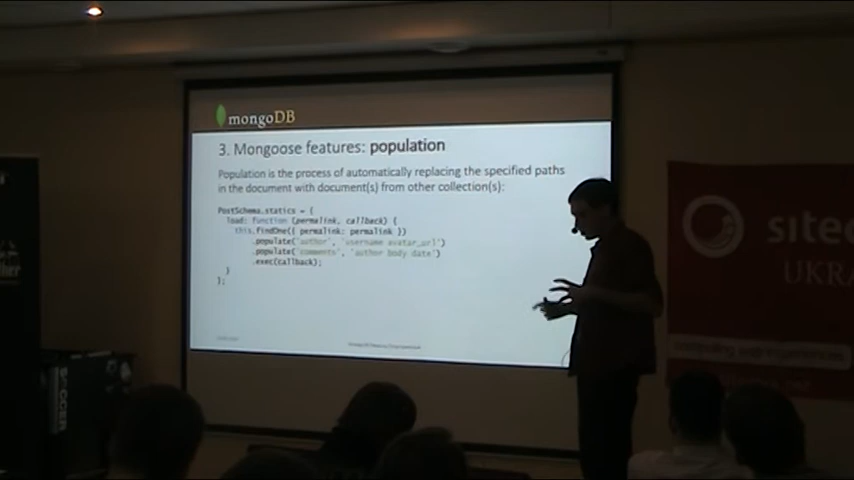 mongoDB
3. Mongoose features: population
Population is the process of automatically replacing the specified paths
in the document with document(s) from other collection(s):
PostSchema.statics = {
load: function (permalink, callback) {
this.findOne({ permalink: permalink })
.populate('author', 'username avatar_url')
.populate('comments', 'author body date')
.exec(callback);
}
};
sitec
UKRA